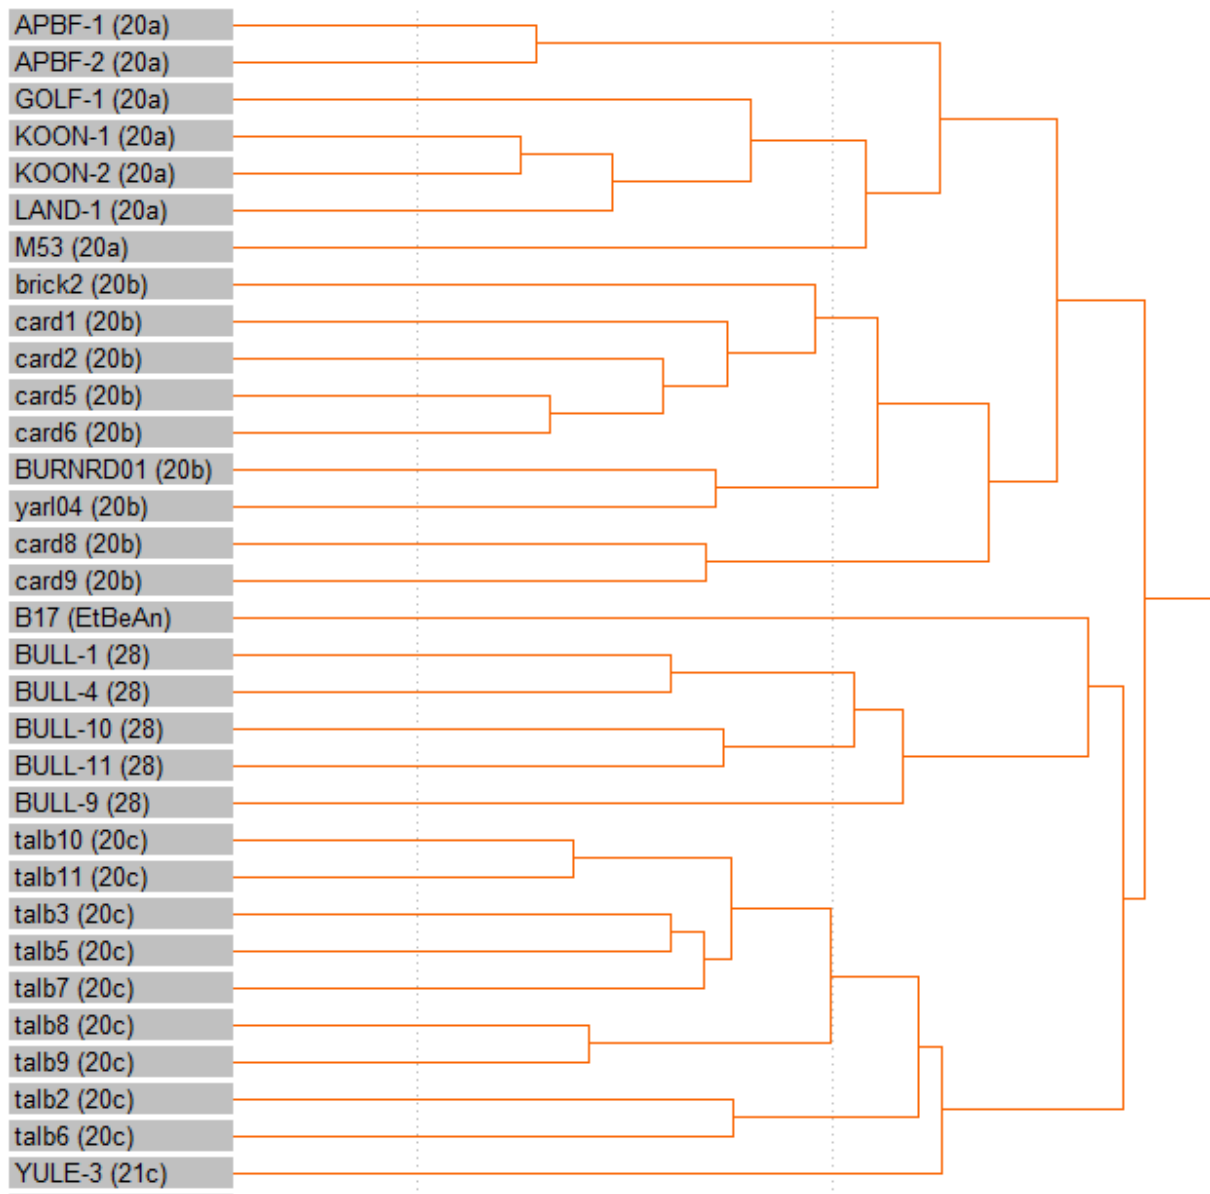 APBF-1 (20a)
APBF-2 (20a)
GOLF-1 (20a)
KOON-1 (20a)
KOON-2 (20a)
LAND-1 (20a)
M53 (20a)
brick2 (20b)
card1 (20b)
card2 (20b)
card5 (20b)
card6 (20b)
BURNRD01 (20b)
yarl04 (20b)
card8 (20b)
card9 (20b)
B17 (EtBeAn)
BULL-1 (28)
BULL-4 (28)
BULL-10 (28)
BULL-11 (28)
BULL-9 (28)
talb10 (20c)
talb11 (20c)
talb3 (20c)
talb5 (20c)
talb7 (20c)
talb8 (20c)
talb9 (20c)
talb2 (20c)
talb6 (20c)
YULE-3 (21c)